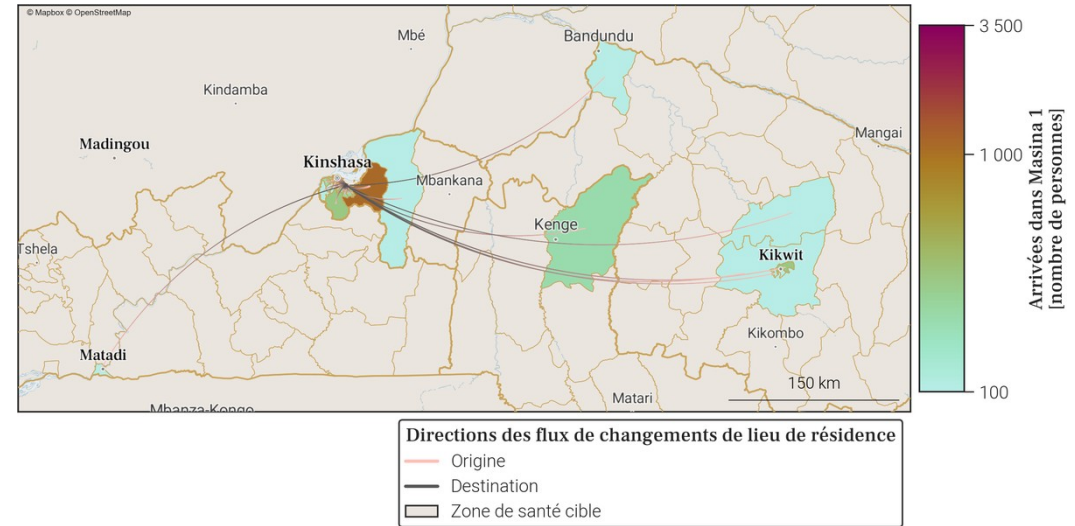 © Mapbox © OpenStreetMap
Mbé
Bandundu
Kindamba
Mangai
Madingou
Kinshasa
Mbankana
Kenge
Tshela
Kikwit
Kikombo
Matadi
150 km
Matari
Mbanza-Kongo
3 500
1 000
100
Arrivées dans Masina 1
[nombre de personnes]
Directions des flux de changements de lieu de résidence
Origine
Destination
Zone de santé cible